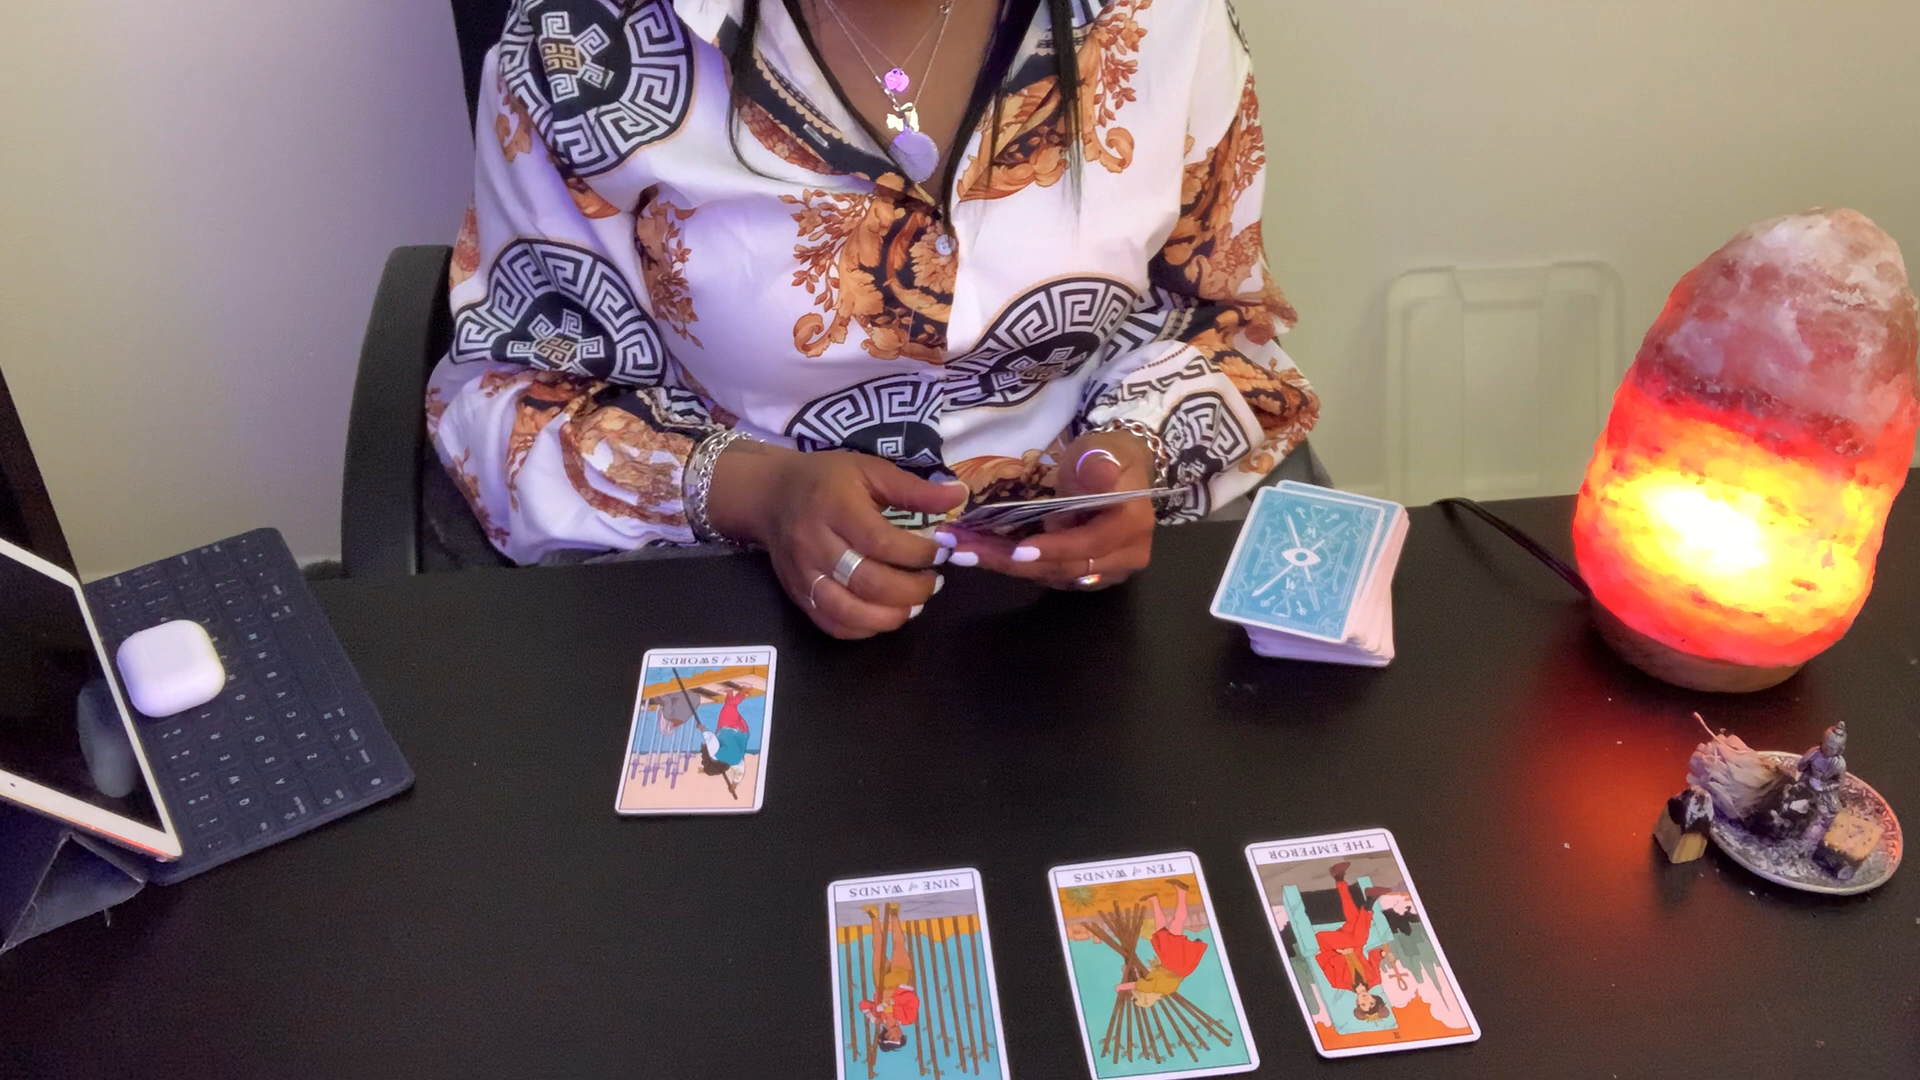 SIX of SWORDS
NINE of WANDS
TEN of WANDS
THE EMPEROR